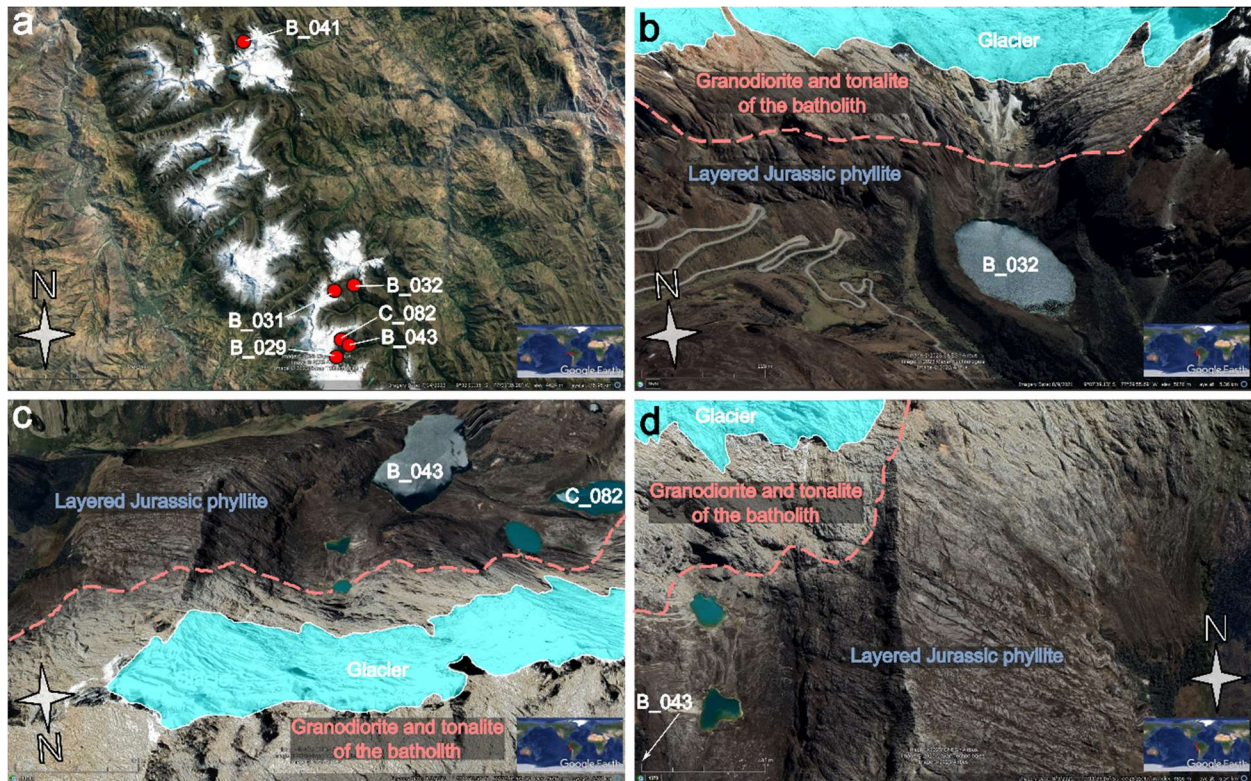 a
B_041
B_032
B_031
C_082
B_043
B_029
N
Google Earth
b
Glacier
Granodiorite and tonalite
of the batholith
Layered Jurassic phyllite
B_032
N
Google Earth
c
B_043
C_082
Layered Jurassic phyllite
Glacier
Granodiorite and tonalite
of the batholith
N
Google Earth
d
Glacier
Granodiorite and tonalite
of the batholith
Layered Jurassic phyllite
B_043
N
Google Earth